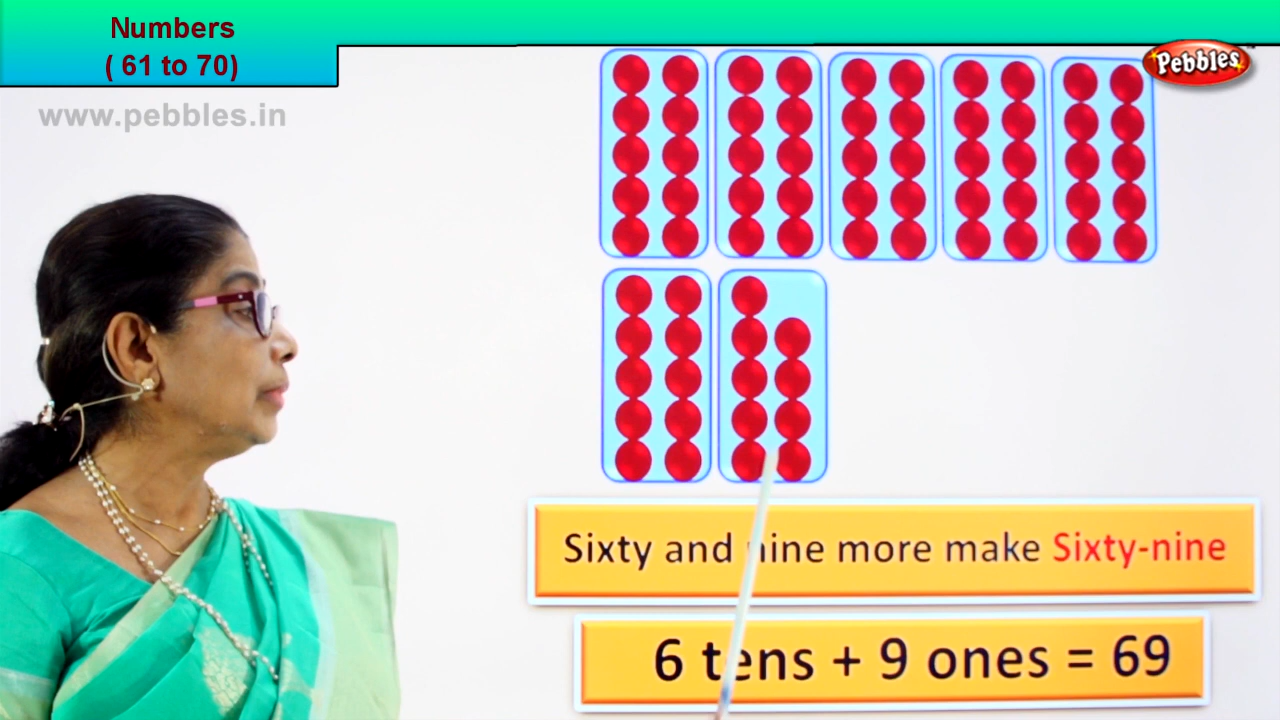 Numbers
( 61 to 70)
Pebbles
www.pebbles.in
Sixty and nine more make Sixty-nine
6 tens + 9 ones = 69